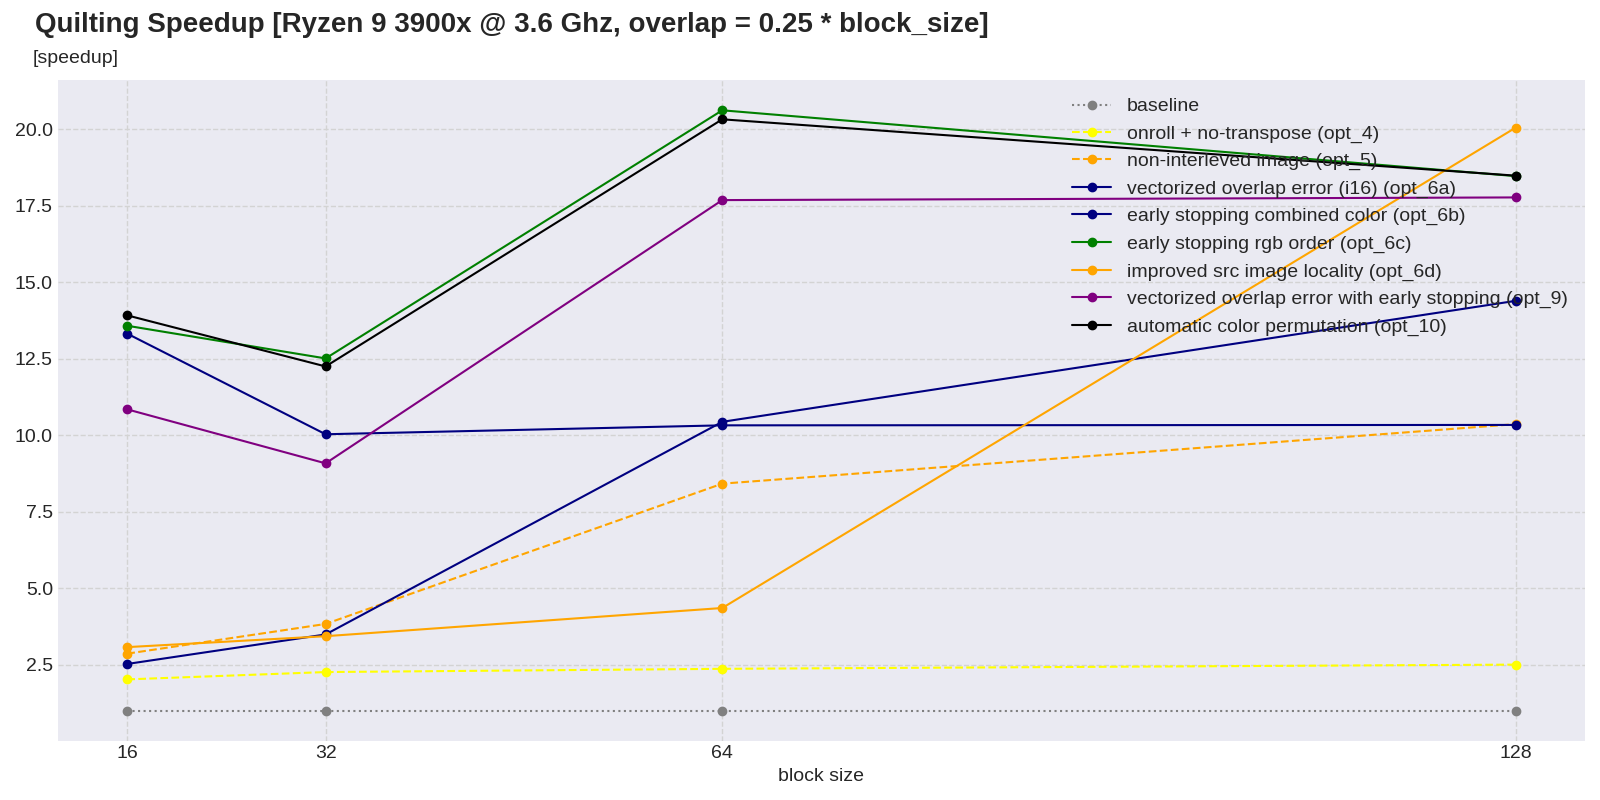 Quilting Speedup [Ryzen 9 3900x @ 3.6 Ghz, overlap = 0.25 * block_size]
[speedup]
20.0
17.5
15.0
12.5
10.0
7.5
5.0
2.5
baseline
onroll + no-transpose (opt_4)
non-interleved image (opt_5)
vectorized overlap error (i16) (opt_6a)
early stopping combined color (opt_6b)
early stopping rgb order (opt_6c)
improved src image locality (opt_6d)
vectorized overlap error with early stopping (opt_9)
automatic color permutation (opt_10)
16 32 64 128
block size